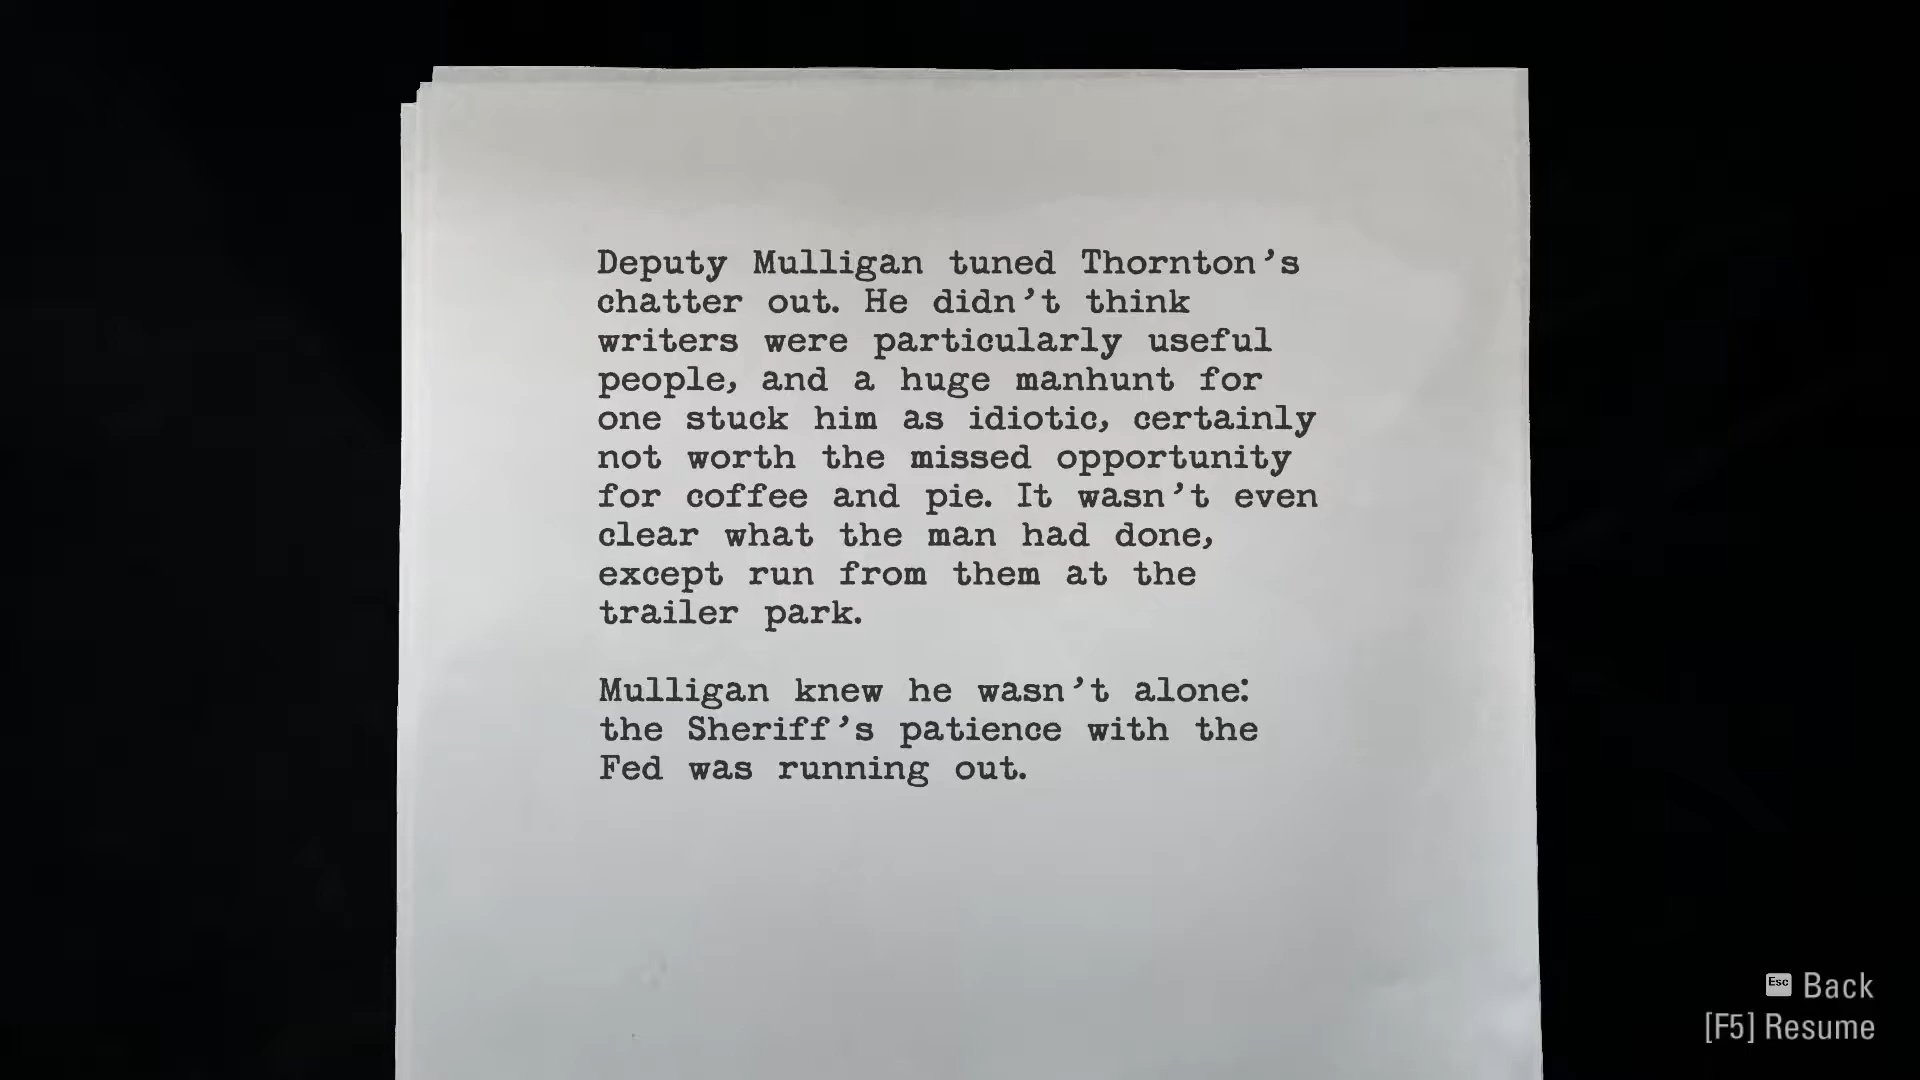 Deputy Mulligan tuned Thornton's
chatter out. He didn't think
writers were particularly useful
people, and a huge manhunt for
one stuck him as idiotic, certainly
not worth the missed opportunity
for coffee and pie. It wasn't even
clear what the man had done,
except run from them at the
trailer park.
Mulligan knew he wasn't alone:
the Sheriff's patience with the
Fed was running out.
Esc Back
[F5] Resume